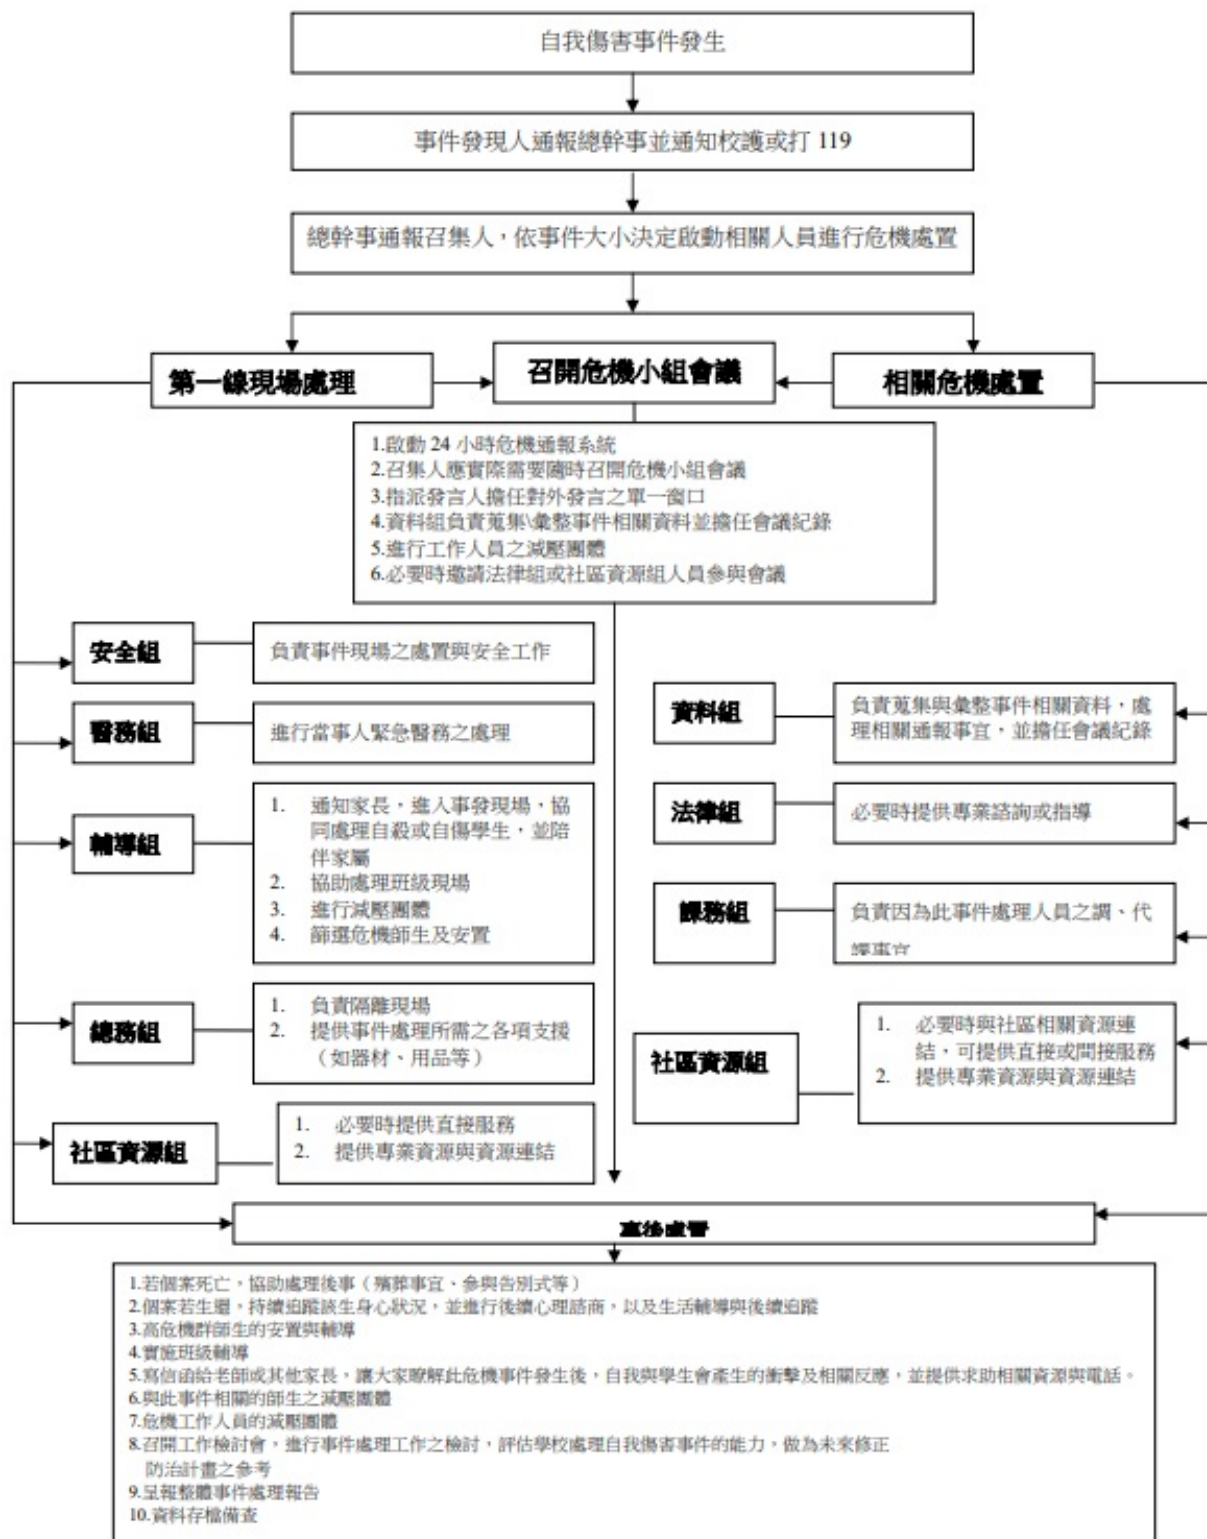 自我傷害事件發生
事件發現人通報總幹事並通知校護或打 119
總幹事通報召集人，依事件大小決定啟動相關人員進行危機處置
第一線現場處理
召開危機小組會議
相關危機處置
1.啟動 24 小時危機通報系統
2.召集人應實際需要隨時召開危機小組會議
3.指派發言人擔任對外發言之單一窗口
4.資料組負責蒐集\彙整事件相關資料並擔任會議紀錄
5.進行工作人員之減壓團體
6.必要時邀請法律組或社區資源組人員參與會議
安全組
負責事件現場之處置與安全工作
醫務組
進行當事人緊急醫務之處理
輔導組
1. 通知家長，進入事發現場，協
同處理自殺或自傷學生，並陪
伴家屬
2. 協助處理班級現場
3. 進行減壓團體
4. 篩選危機師生及安置
總務組
1. 負責隔離現場
2. 提供事件處理所需之各項支援
（如器材、用品等）
社區資源組
1. 必要時提供直接服務
2. 提供專業資源與資源連結
資料組
負責蒐集與彙整事件相關資料，處
理相關通報事宜，並擔任會議紀錄
法律組
必要時提供專業諮詢或指導
課務組
負責因為此事件處理人員之調、代
課事宜
社區資源組
1. 必要時與社區相關資源連
結，可提供直接或間接服務
2. 提供專業資源與資源連結
事後處置
1.若個案死亡，協助處理後事（殯葬事宜、參與告別式等）
2.個案若生還，持續追蹤該生身心狀況，並進行後續心理諮商，以及生活輔導與後續追蹤
3.高危機群師生的安置與輔導
4.實施班級輔導
5.寫信函給老師或其他家長，讓大家瞭解此危機事件發生後，自我與學生會產生的衝擊及相關反應，並提供求助相關資源與電話。
6.與此事件相關的師生之減壓團體
7.危機工作人員的減壓團體
8.召開工作檢討會，進行事件處理工作之檢討，評估學校處理自我傷害事件的能力，做為未來修正
防治計畫之參考
9.呈報整體事件處理報告
10.資料存檔備查